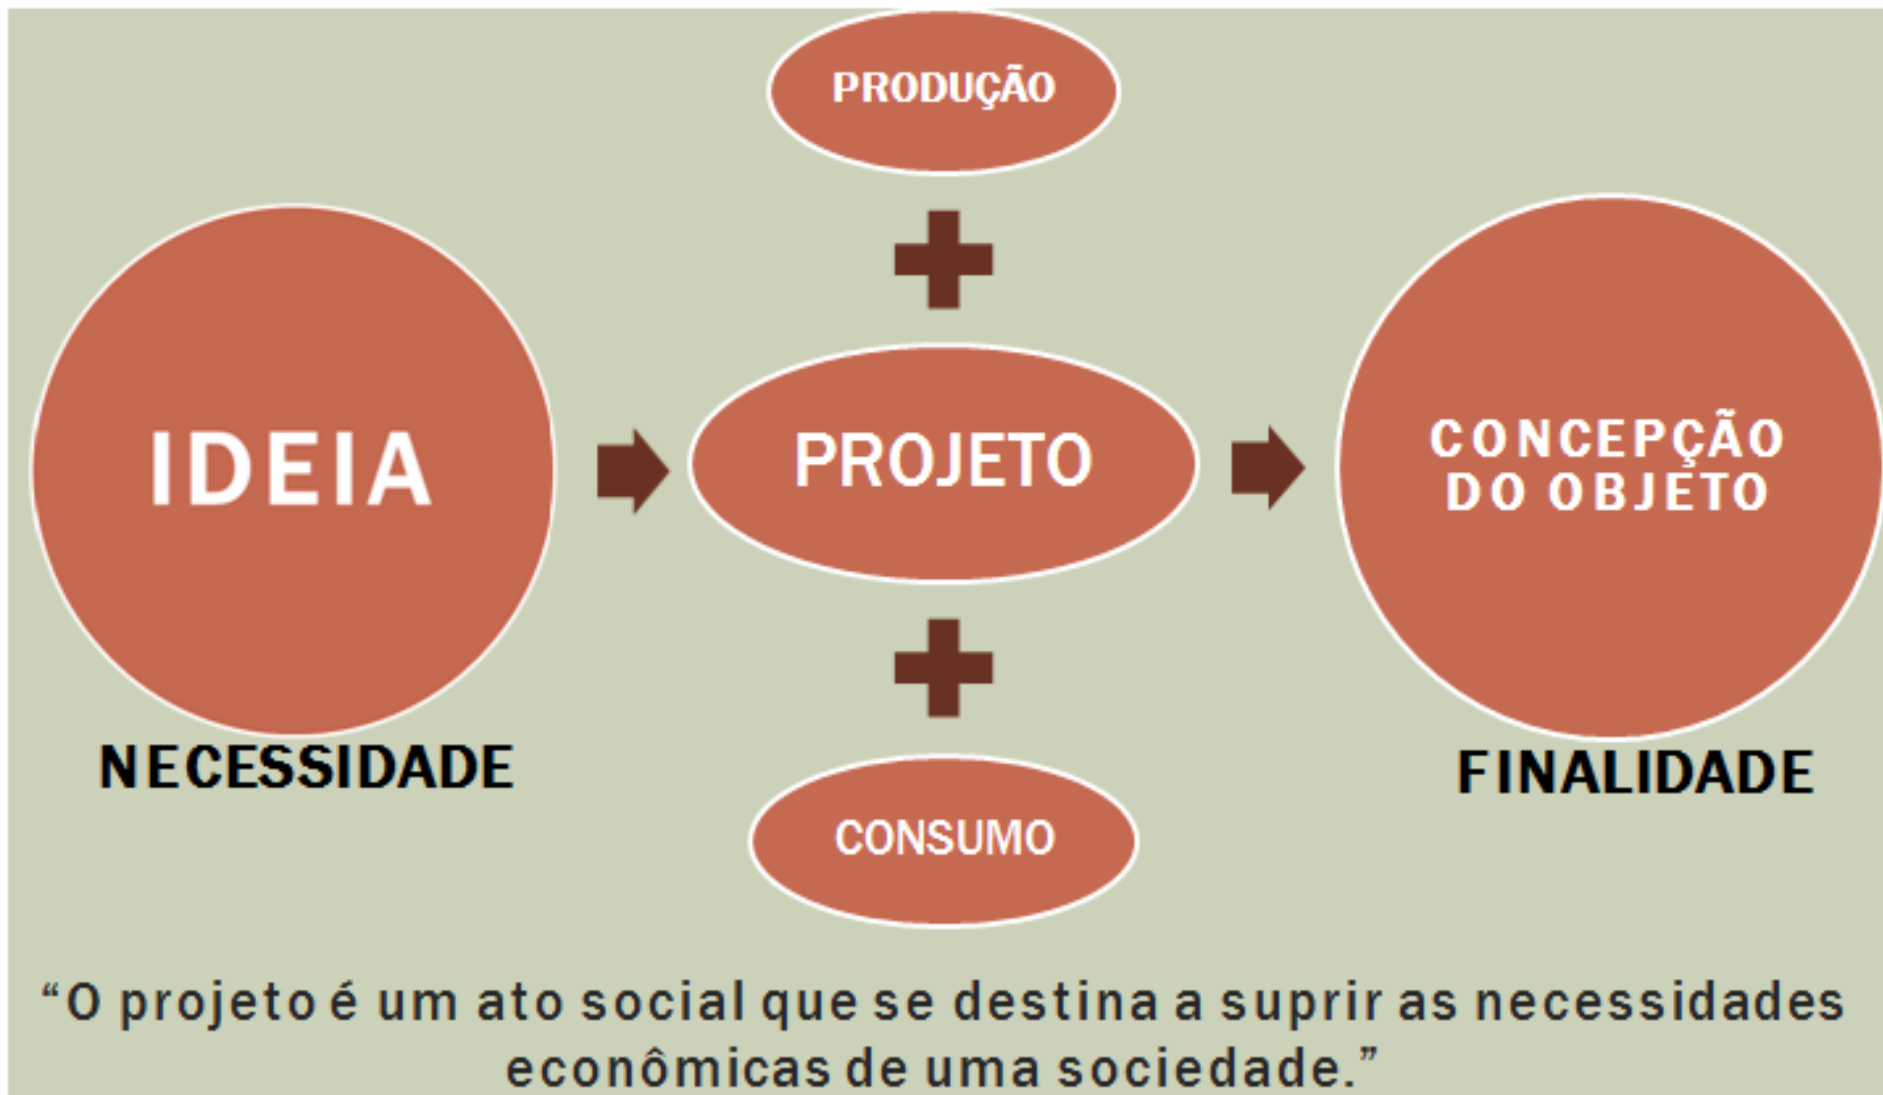 PRODUÇÃO
IDEIA
PROJETO
CONCEPÇÃO
DO OBJETO
NECESSIDADE
FINALIDADE
CONSUMO
“O projeto é um ato social que se destina a suprir as necessidades
econômicas de uma sociedade.”